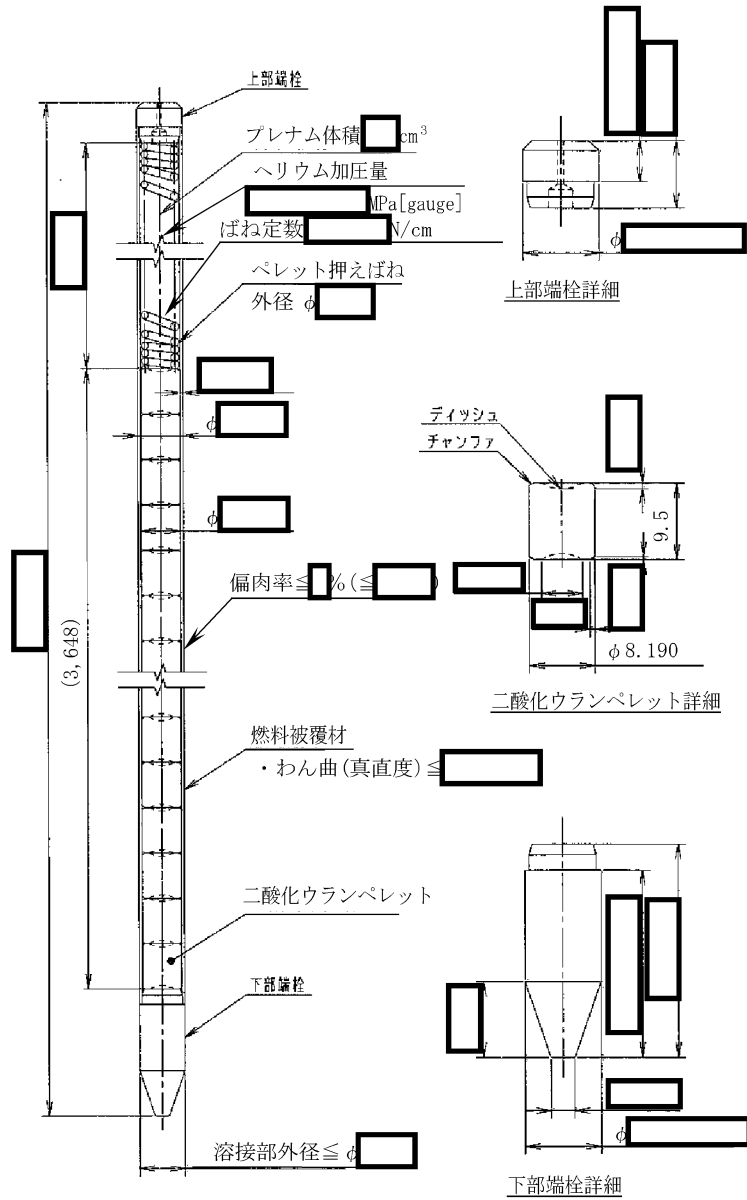 上部端栓
プレナム体積 cm³
ヘリウム加圧量
MPa[gauge]
ばね定数 N/cm
ペレット押えばね
外径 φ
φ
φ
偏肉率≦ %(≦ )
(3,648)
燃料被覆材
・わん曲(真直度)≦
二酸化ウランペレット
下部端栓
溶接部外径≦ φ
φ
上部端栓詳細
ディッシュ
チャンファ
9.5
φ8.190
二酸化ウランペレット詳細
φ
下部端栓詳細